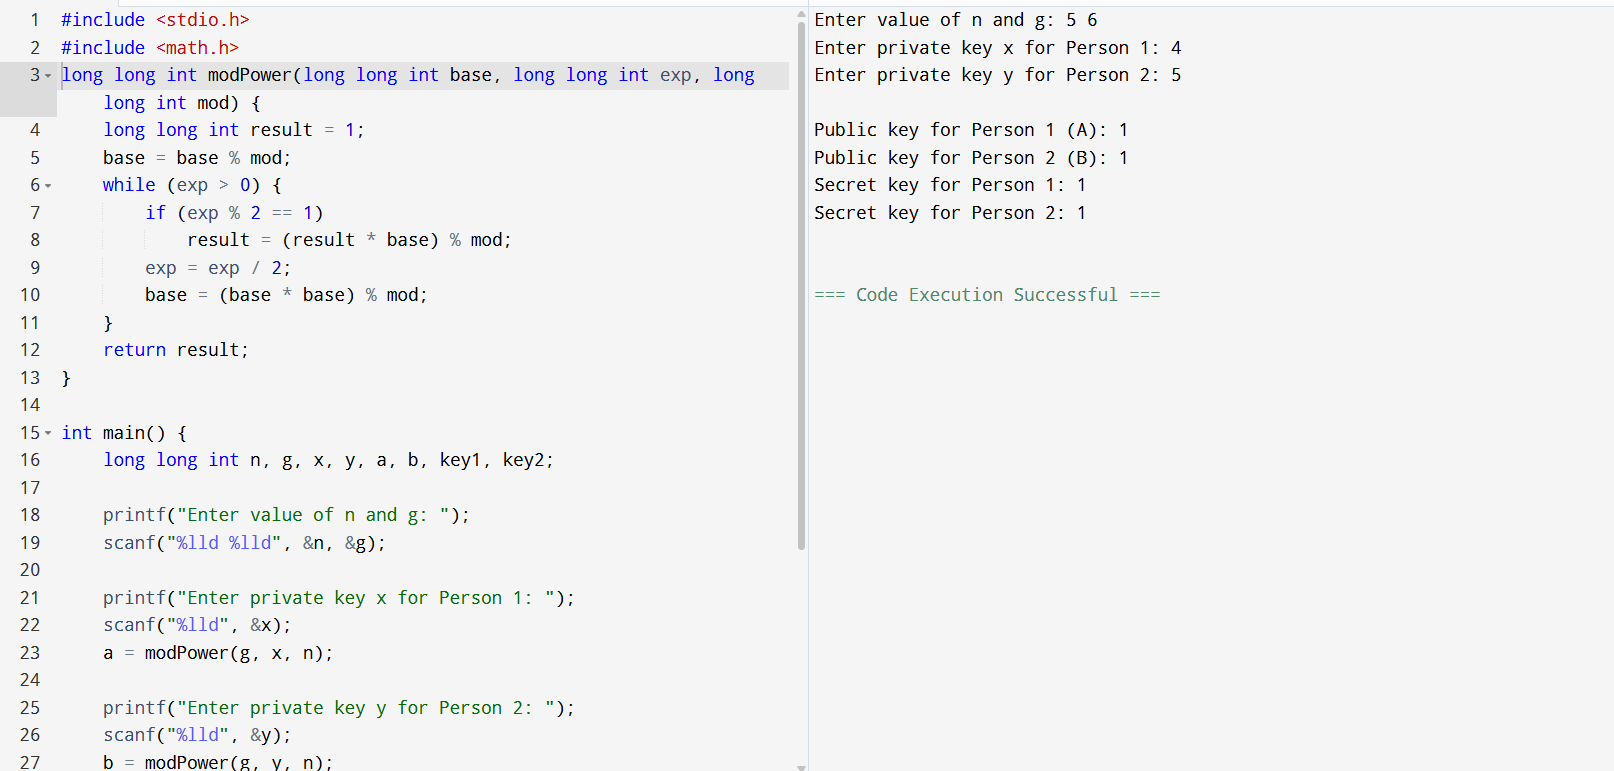 1 #include <stdio.h>
2 #include <math.h>
3 long long int modPower(long long int base, long long int exp, long
long int mod) {
4 long long int result = 1;
5 base = base % mod;
6 while (exp > 0) {
7 if (exp % 2 == 1)
8 result = (result * base) % mod;
9 exp = exp / 2;
10 base = (base * base) % mod;
11 }
12 return result;
13 }
14
15 int main() {
16 long long int n, g, x, y, a, b, key1, key2;
17
18 printf("Enter value of n and g: ");
19 scanf("%lld %lld", &n, &g);
20
21 printf("Enter private key x for Person 1: ");
22 scanf("%lld", &x);
23 a = modPower(g, x, n);
24
25 printf("Enter private key y for Person 2: ");
26 scanf("%lld", &y);
27 b = modPower(g, y, n);
Enter value of n and g: 5 6
Enter private key x for Person 1: 4
Enter private key y for Person 2: 5
Public key for Person 1 (A): 1
Public key for Person 2 (B): 1
Secret key for Person 1: 1
Secret key for Person 2: 1
=== Code Execution Successful ===